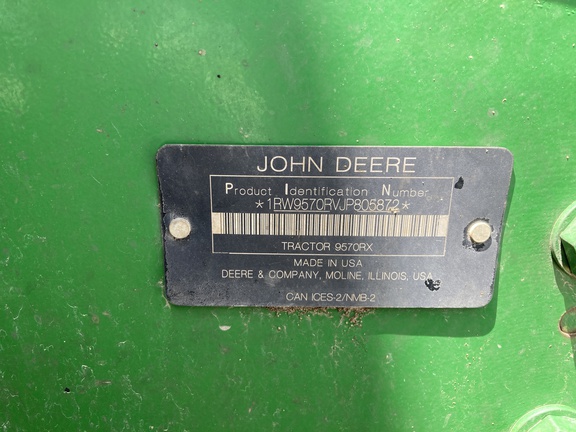 JOHN DEERE
Product Identification Number
*1RW9570RVJP805872*
TRACTOR 9570RX
MADE IN USA
DEERE & COMPANY, MOLINE, ILLINOIS, USA
CAN ICES-2/NMB-2